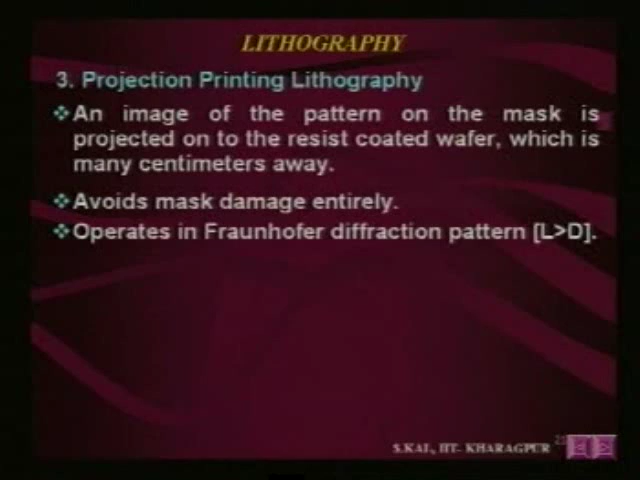 LITHOGRAPHY
3. Projection Printing Lithography
An image of the pattern on the mask is
projected on to the resist coated wafer, which is
many centimeters away.
Avoids mask damage entirely.
Operates in Fraunhofer diffraction pattern [L>D].
S.KAL, IIT- KHARAGPUR